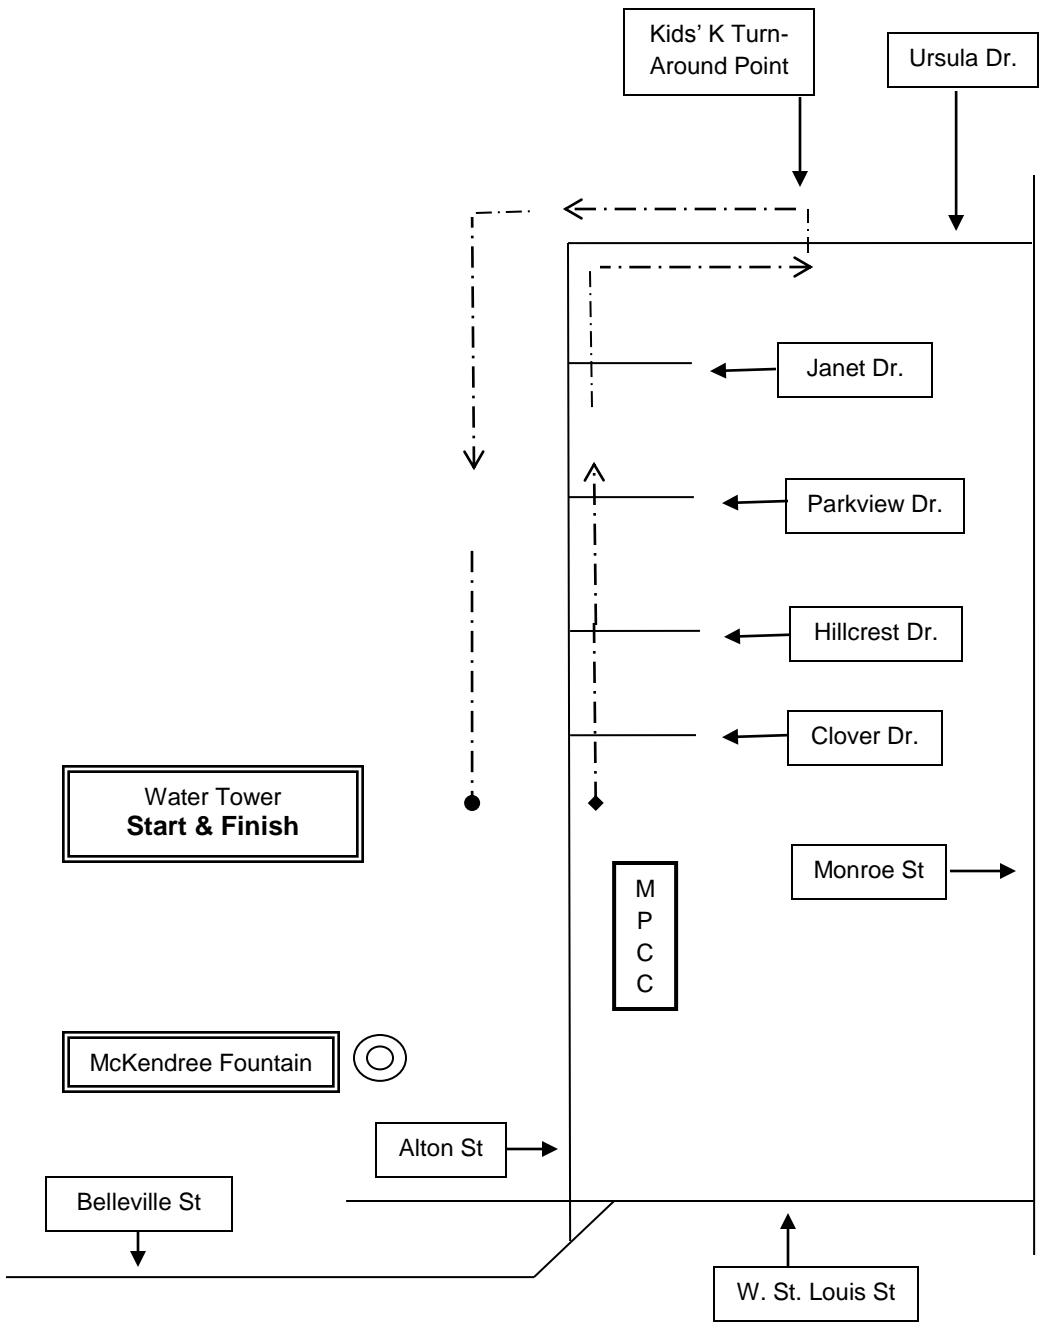 Kids’ K Turn-
Around Point
Ursula Dr.
Janet Dr.
Parkview Dr.
Hillcrest Dr.
Clover Dr.
Water Tower
Start & Finish
Monroe St
M
P
C
C
McKendree Fountain
Alton St
Belleville St
W. St. Louis St